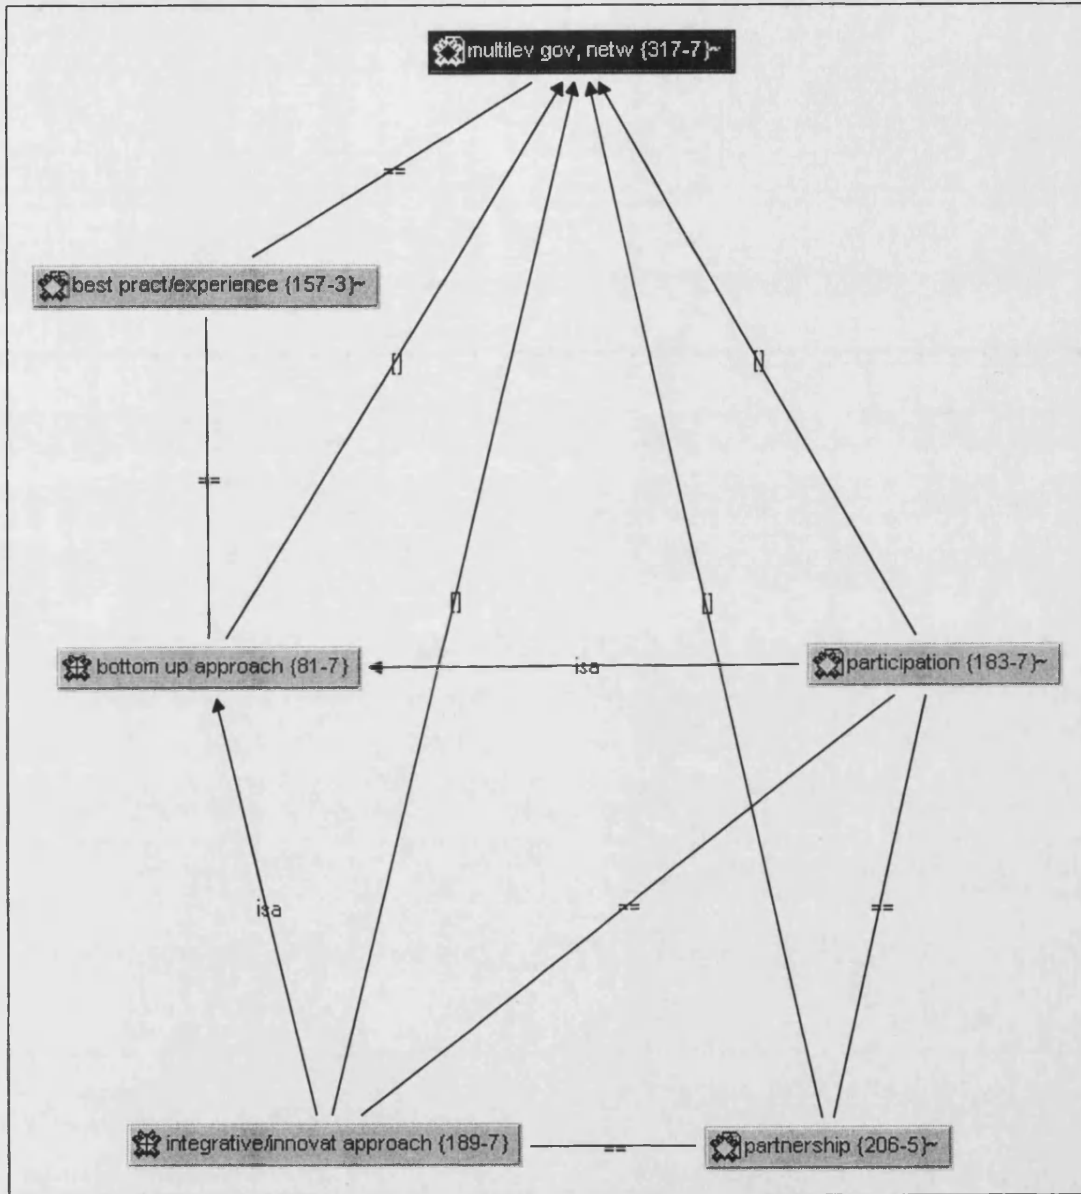 multilev gov, netw {317-7}~
==
best pract/experience {157-3}~
[]
[]
==
[]
[]
bottom up approach {81-7}
isa
participation {183-7}~
isa
==
==
integrative/innovat approach {189-7}
==
partnership {206-5}~